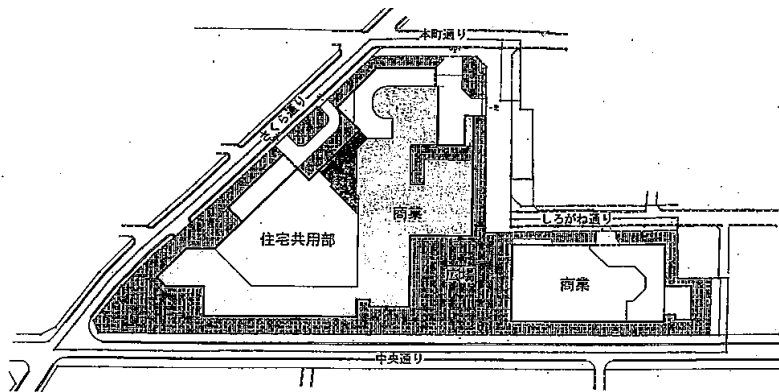 本町通り
さくら通り
商業
しろがね通り
住宅共用部
広場
商業
中央通り